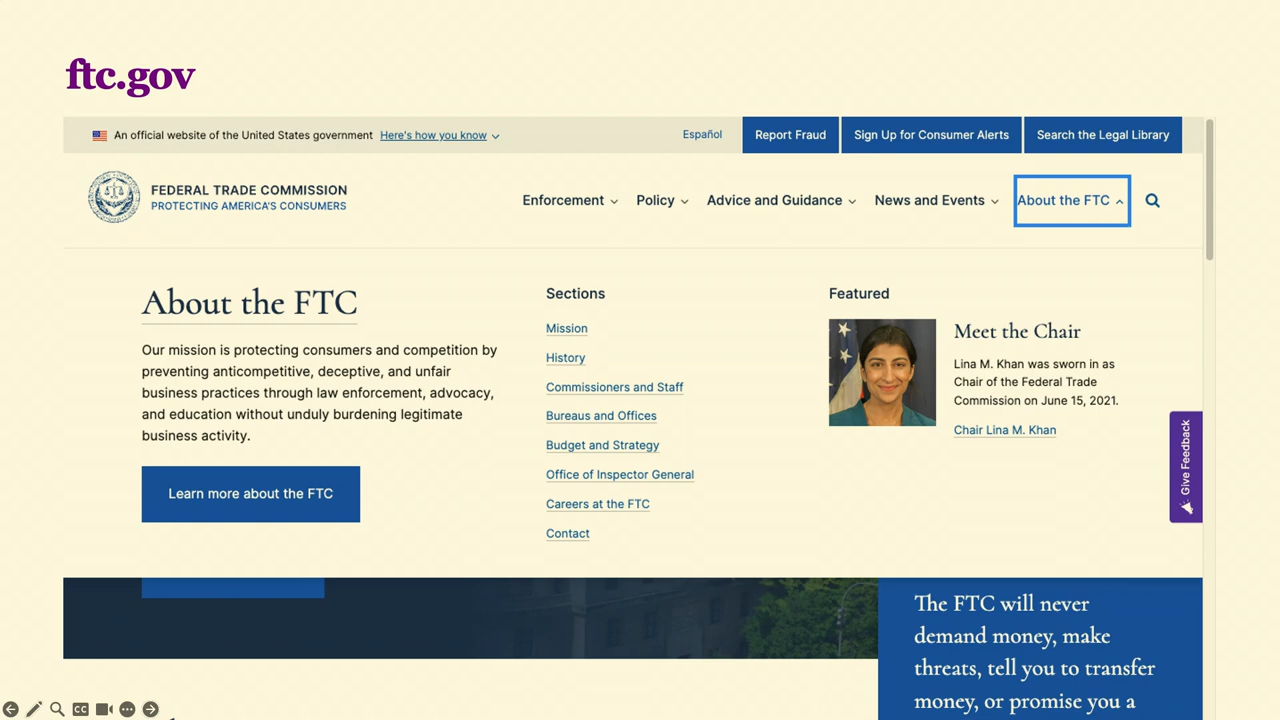 ftc.gov
An official website of the United States government Here's how you know
Español
Report Fraud
Sign Up for Consumer Alerts
Search the Legal Library
FEDERAL TRADE COMMISSION
PROTECTING AMERICA'S CONSUMERS
Enforcement
Policy
Advice and Guidance
News and Events
About the FTC
About the FTC
Our mission is protecting consumers and competition by
preventing anticompetitive, deceptive, and unfair
business practices through law enforcement, advocacy,
and education without unduly burdening legitimate
business activity.
Learn more about the FTC
Sections
Mission
History
Commissioners and Staff
Bureaus and Offices
Budget and Strategy
Office of Inspector General
Careers at the FTC
Contact
Featured
Meet the Chair
Lina M. Khan was sworn in as
Chair of the Federal Trade
Commission on June 15, 2021.
Chair Lina M. Khan
Give Feedback
The FTC will never
demand money, make
threats, tell you to transfer
money, or promise you a
CC